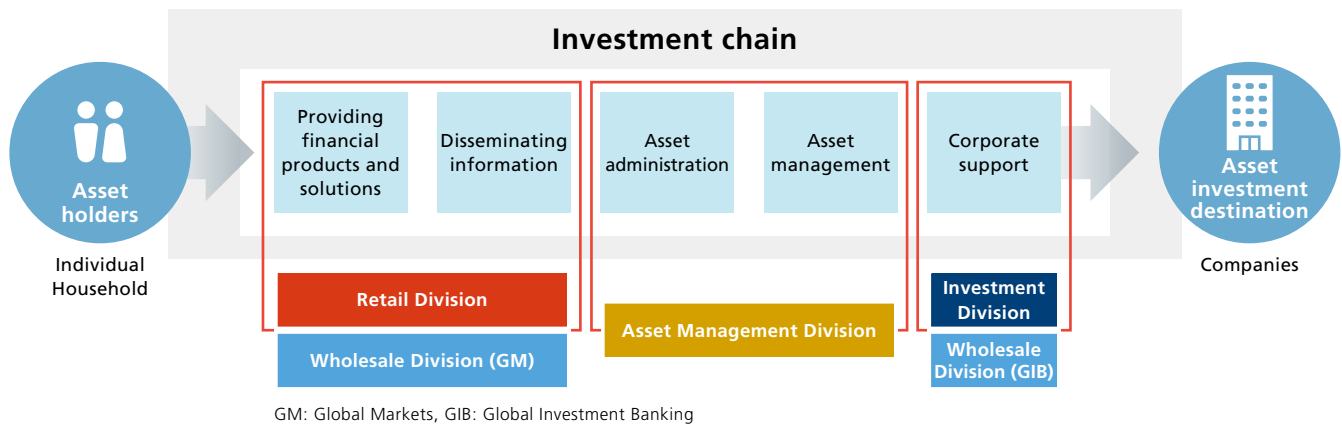 Investment chain
Asset
holders
Individual
Household
Providing
financial
products and
solutions
Disseminating
information
Asset
administration
Asset
management
Corporate
support
Asset
investment
destination
Companies
Retail Division
Wholesale Division (GM)
Asset Management Division
Investment
Division
Wholesale
Division (GIB)
GM: Global Markets, GIB: Global Investment Banking